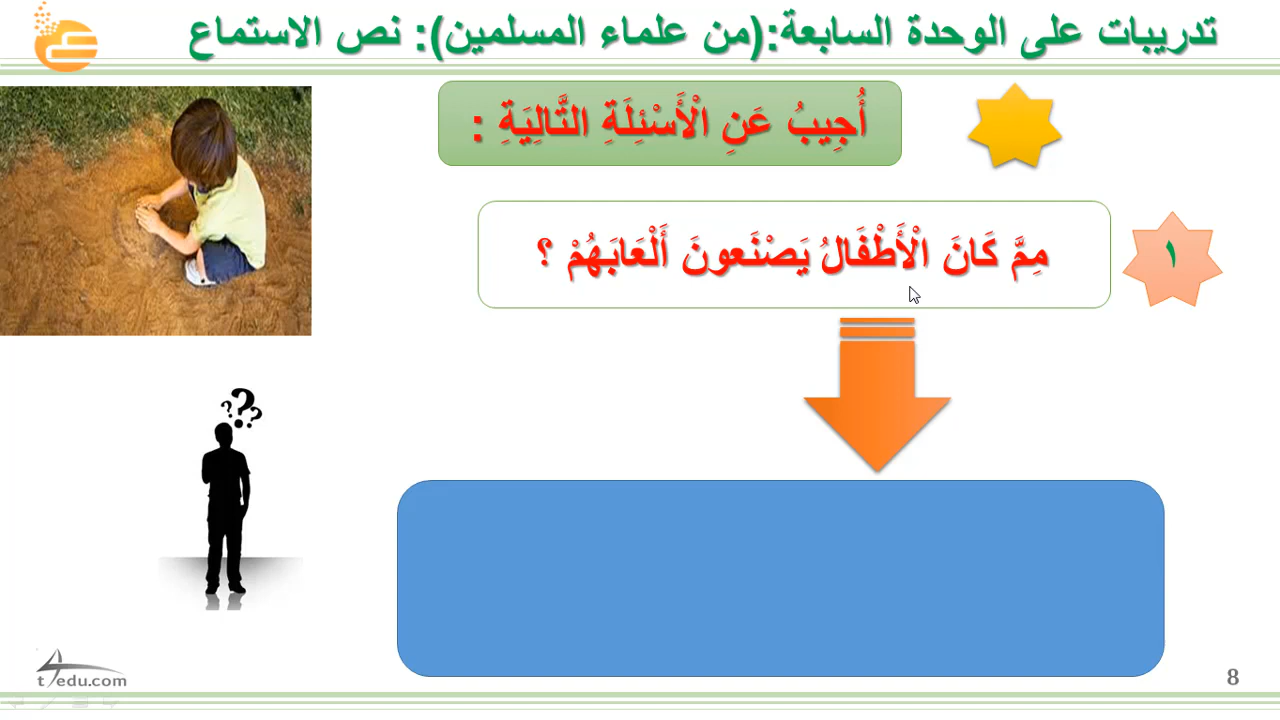 تدريبات على الوحدة السابعة:(من علماء المسلمين): نص الاستماع
أُجِيبُ عَنِ الْأَسْئِلَةِ التَّالِيَةِ :
١
مِمَّ كَانَ الْأَطْفَالُ يَصْنَعونَ أَلْعَابَهُمْ ؟
???
t4edu.com
8